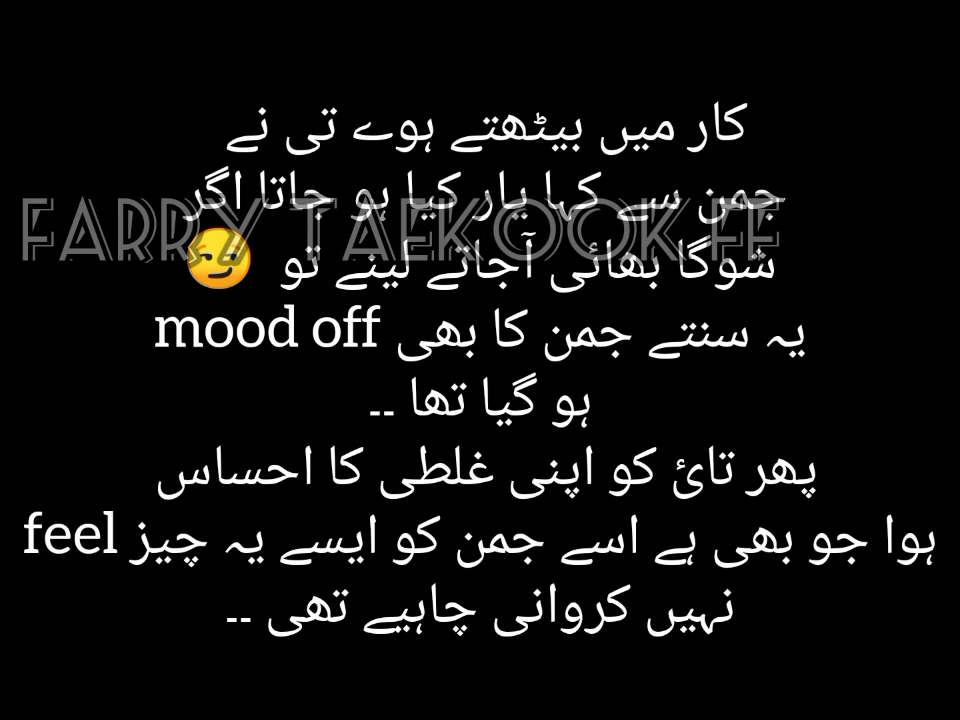 کار میں بیٹھتے ہوے تی نے
جمن سے کہا یار کیا ہو جاتا اگر
FARRY TAEKOOK FF
شوگا بھائی آجاتے لینے تو 😏
یہ سنتے جمن کا بھی mood off
ہو گیا تھا ۔۔
پھر تائ کو اپنی غلطی کا احساس
ہوا جو بھی ہے اسے جمن کو ایسے یہ چیز feel
نہیں کروانی چاہیے تھی ۔۔